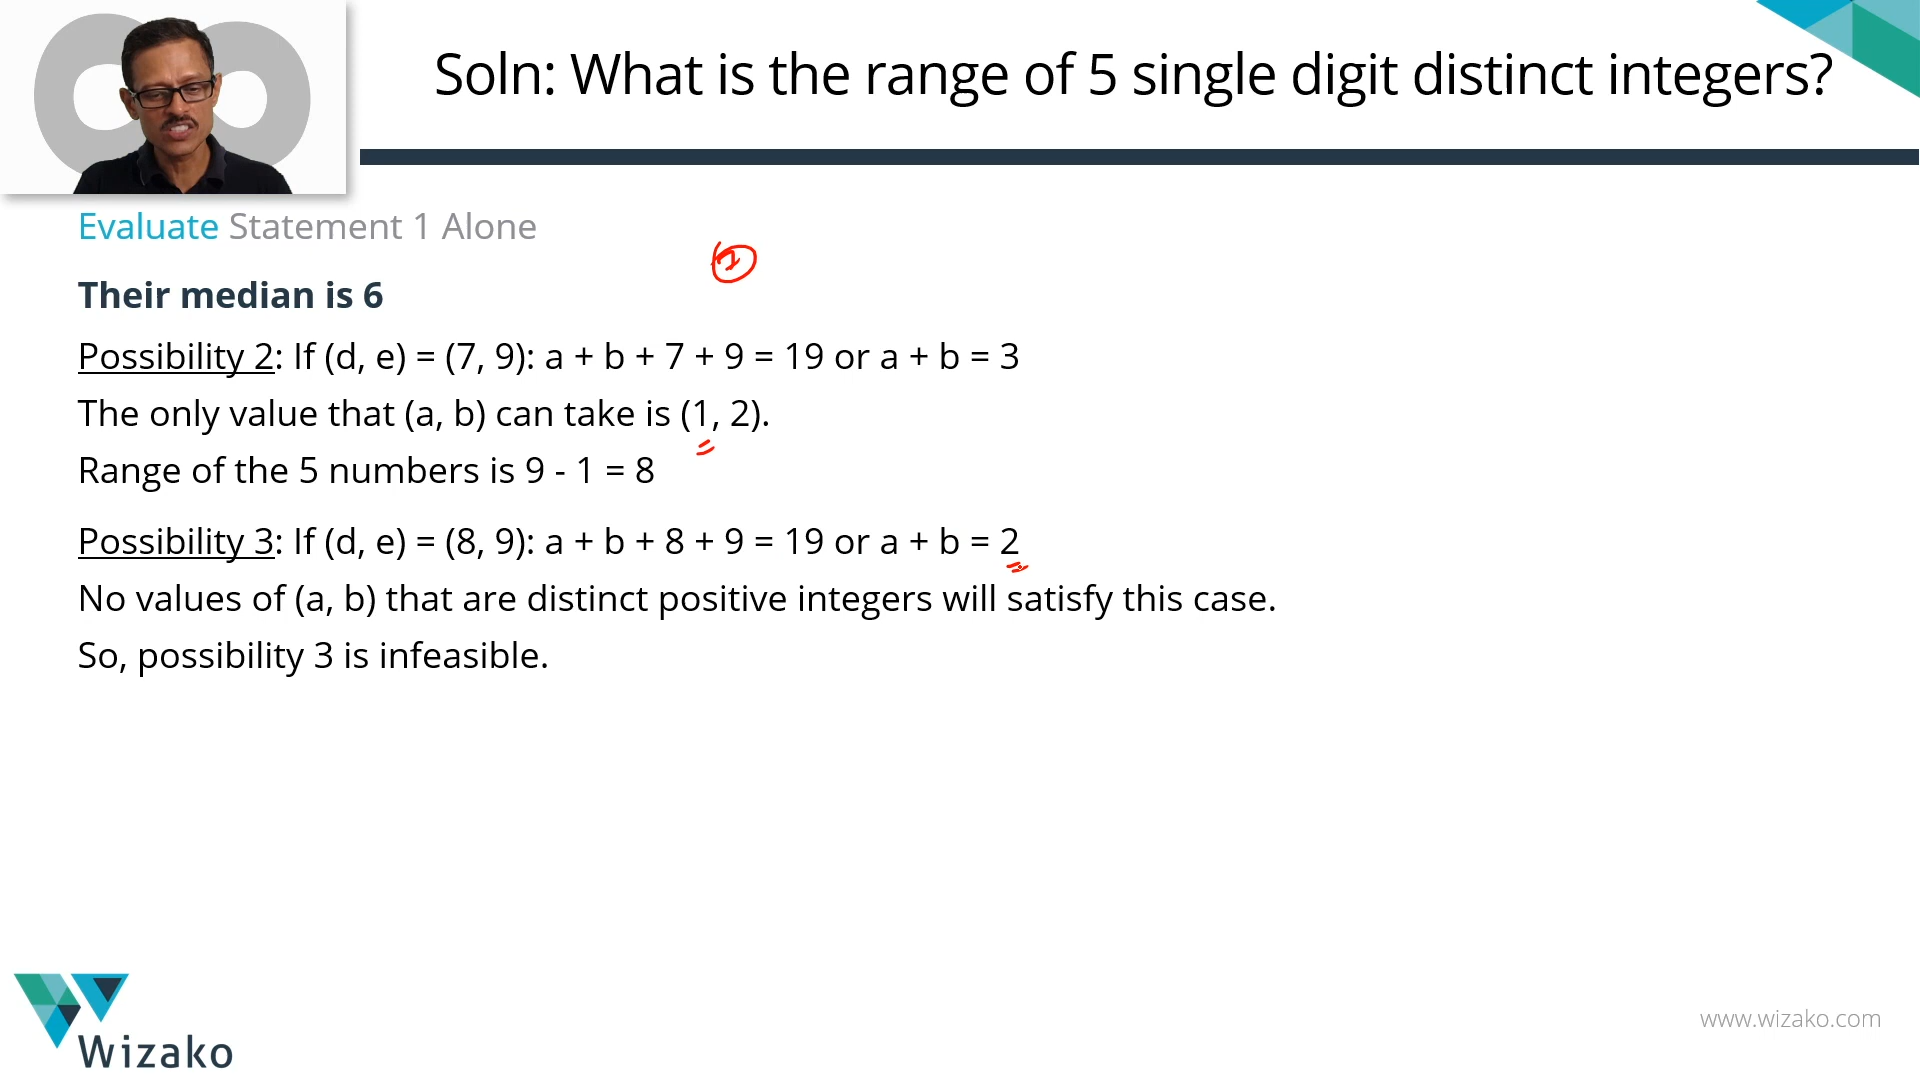 Soln: What is the range of 5 single digit distinct integers?
Evaluate Statement 1 Alone
Their median is 6
Possibility 2: If (d, e) = (7, 9): a + b + 7 + 9 = 19 or a + b = 3
The only value that (a, b) can take is (1, 2).
Range of the 5 numbers is 9 - 1 = 8
Possibility 3: If (d, e) = (8, 9): a + b + 8 + 9 = 19 or a + b = 2
No values of (a, b) that are distinct positive integers will satisfy this case.
So, possibility 3 is infeasible.
Wizako
www.wizako.com